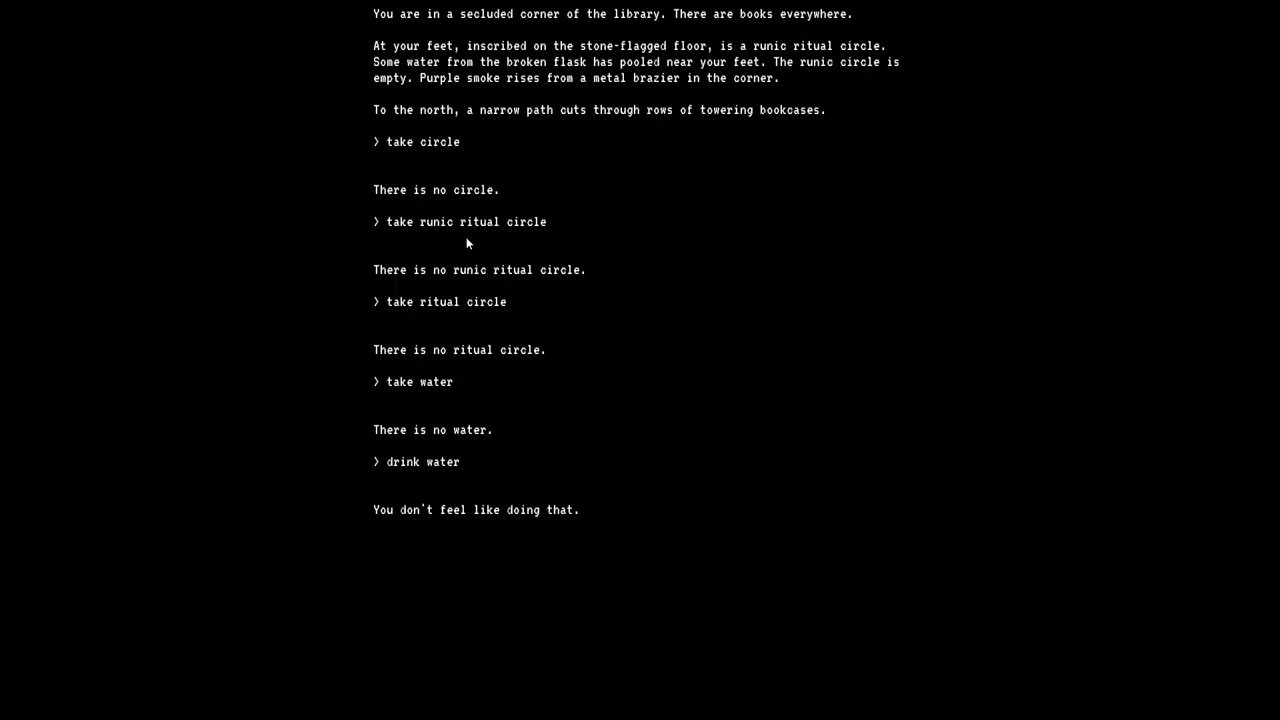 You are in a secluded corner of the library. There are books everywhere.
At your feet, inscribed on the stone-flagged floor, is a runic ritual circle.
Some water from the broken flask has pooled near your feet. The runic circle is
empty. Purple smoke rises from a metal brazier in the corner.
To the north, a narrow path cuts through rows of towering bookcases.
> take circle
There is no circle.
> take runic ritual circle
There is no runic ritual circle.
> take ritual circle
There is no ritual circle.
> take water
There is no water.
> drink water
You don't feel like doing that.